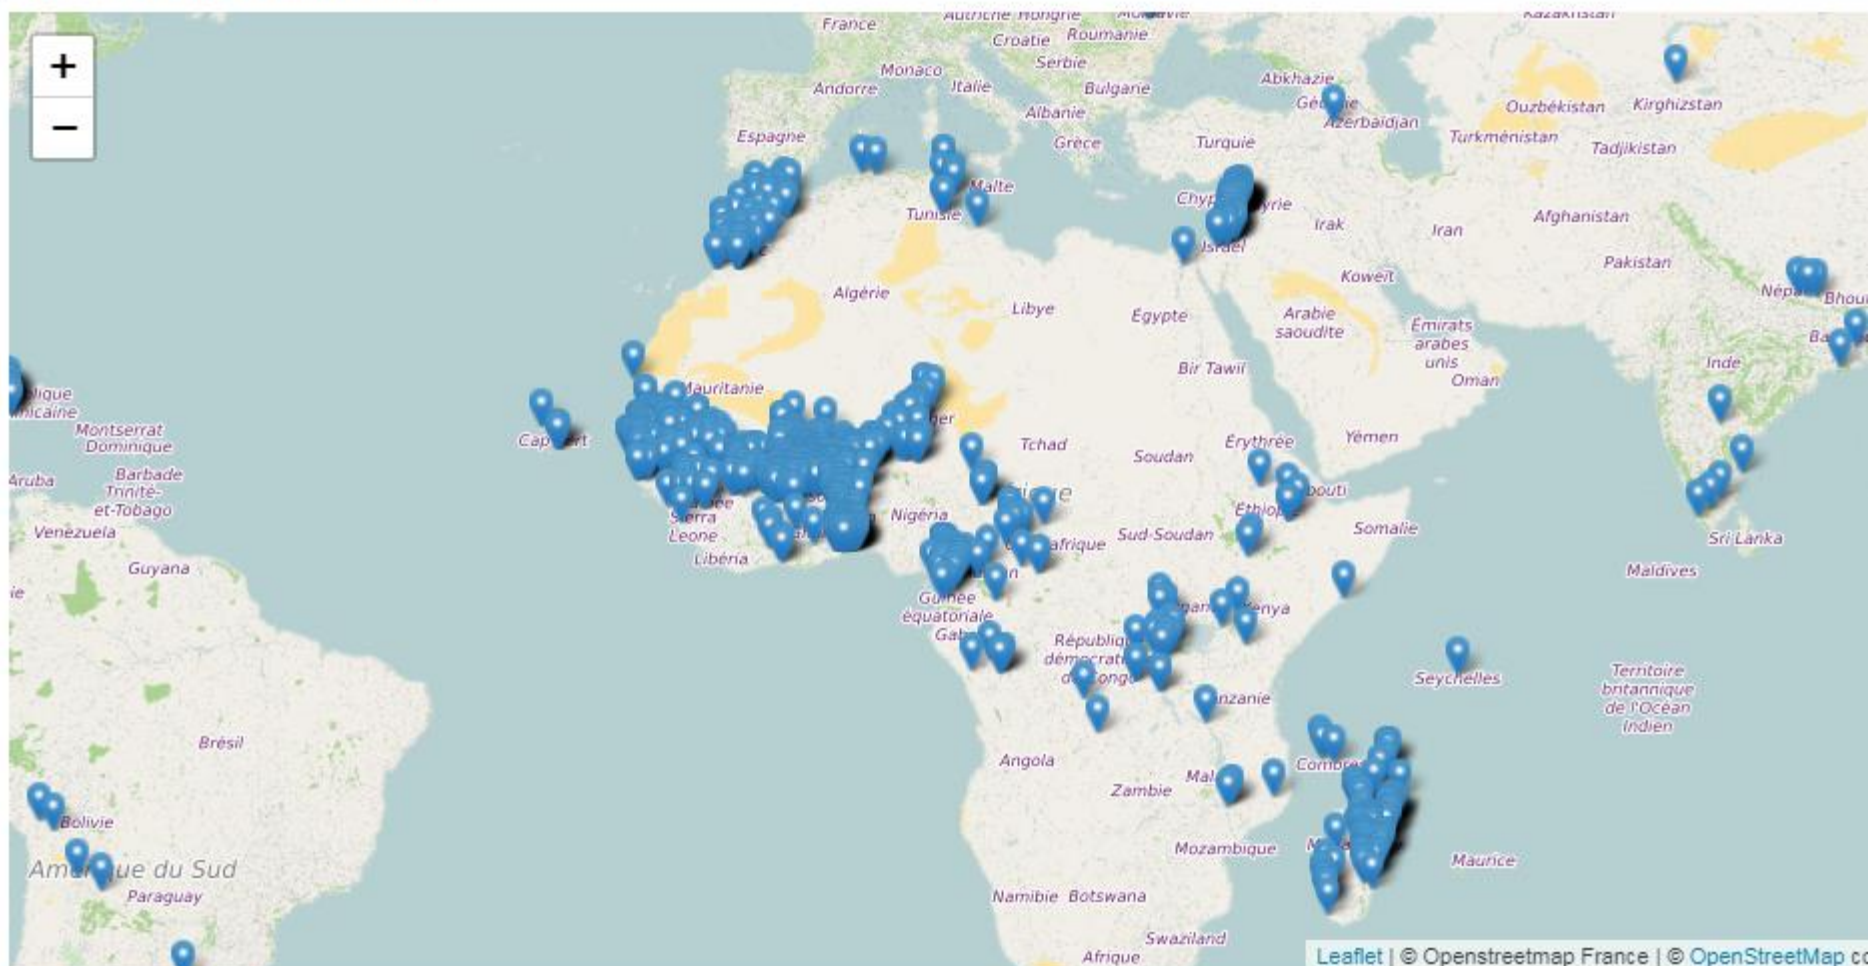 France
Autriche
Hongrie
Moldavie
Kazakhstan
+
−
Croatie
Roumanie
Monaco
Italie
Serbie
Andorre
Bulgarie
Abkhazie
Albanie
Azerbaïdjan
Ouzbékistan
Kirghizstan
Espagne
Grèce
Turquie
Turkménistan
Tadjikistan
Malte
Tunisie
Irak
Iran
Afghanistan
Israël
Pakistan
Koweït
Algérie
Libye
Égypte
Arabie
saoudite
Émirats
arabes
unis
Bir Tawil
Oman
Inde
Mauritanie
Montserrat
Dominique
Tchad
Soudan
Érythrée
Yémen
Aruba
Barbade
Trinité-
et-Tobago
Venezuela
Nigéria
Sierra
Leone
Libéria
Sud-Soudan
Somalie
Sri Lanka
Guyana
Maldives
Guinée
équatoriale
Seychelles
Territoire
britannique
de l'Océan
Indien
Brésil
Angola
Zambie
Bolivie
Mozambique
Maurice
Paraguay
Namibie
Botswana
Swaziland
Afrique
Leaflet | © Openstreetmap France | © OpenStreetMap co